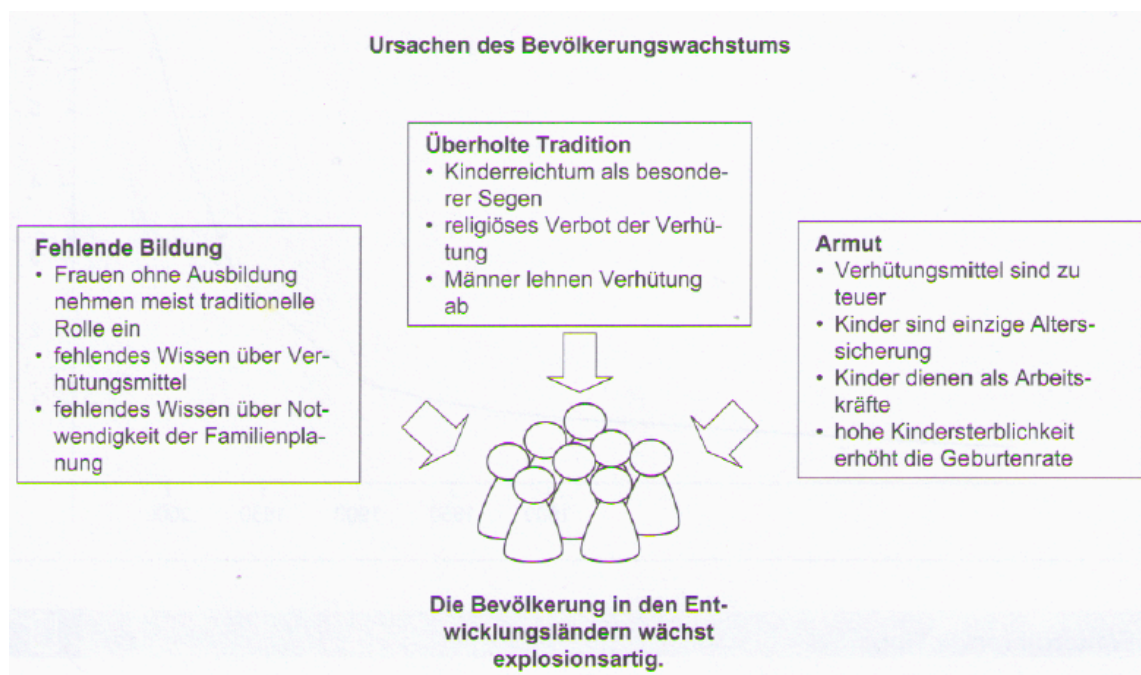 Ursachen des Bevölkerungswachstums
Überholte Tradition
• Kinderreichtum als besonde-
rer Segen
• religiöses Verbot der Verhü-
tung
• Männer lehnen Verhütung
ab
Fehlende Bildung
• Frauen ohne Ausbildung
nehmen meist traditionelle
Rolle ein
• fehlendes Wissen über Ver-
hütungsmittel
• fehlendes Wissen über Not-
wendigkeit der Familienpla-
nung
Armut
• Verhütungsmittel sind zu
teuer
• Kinder sind einzige Alters-
sicherung
• Kinder dienen als Arbeits-
kräfte
• hohe Kindersterblichkeit
erhöht die Geburtenrate
Die Bevölkerung in den Ent-
wicklungsländern wächst
explosionsartig.